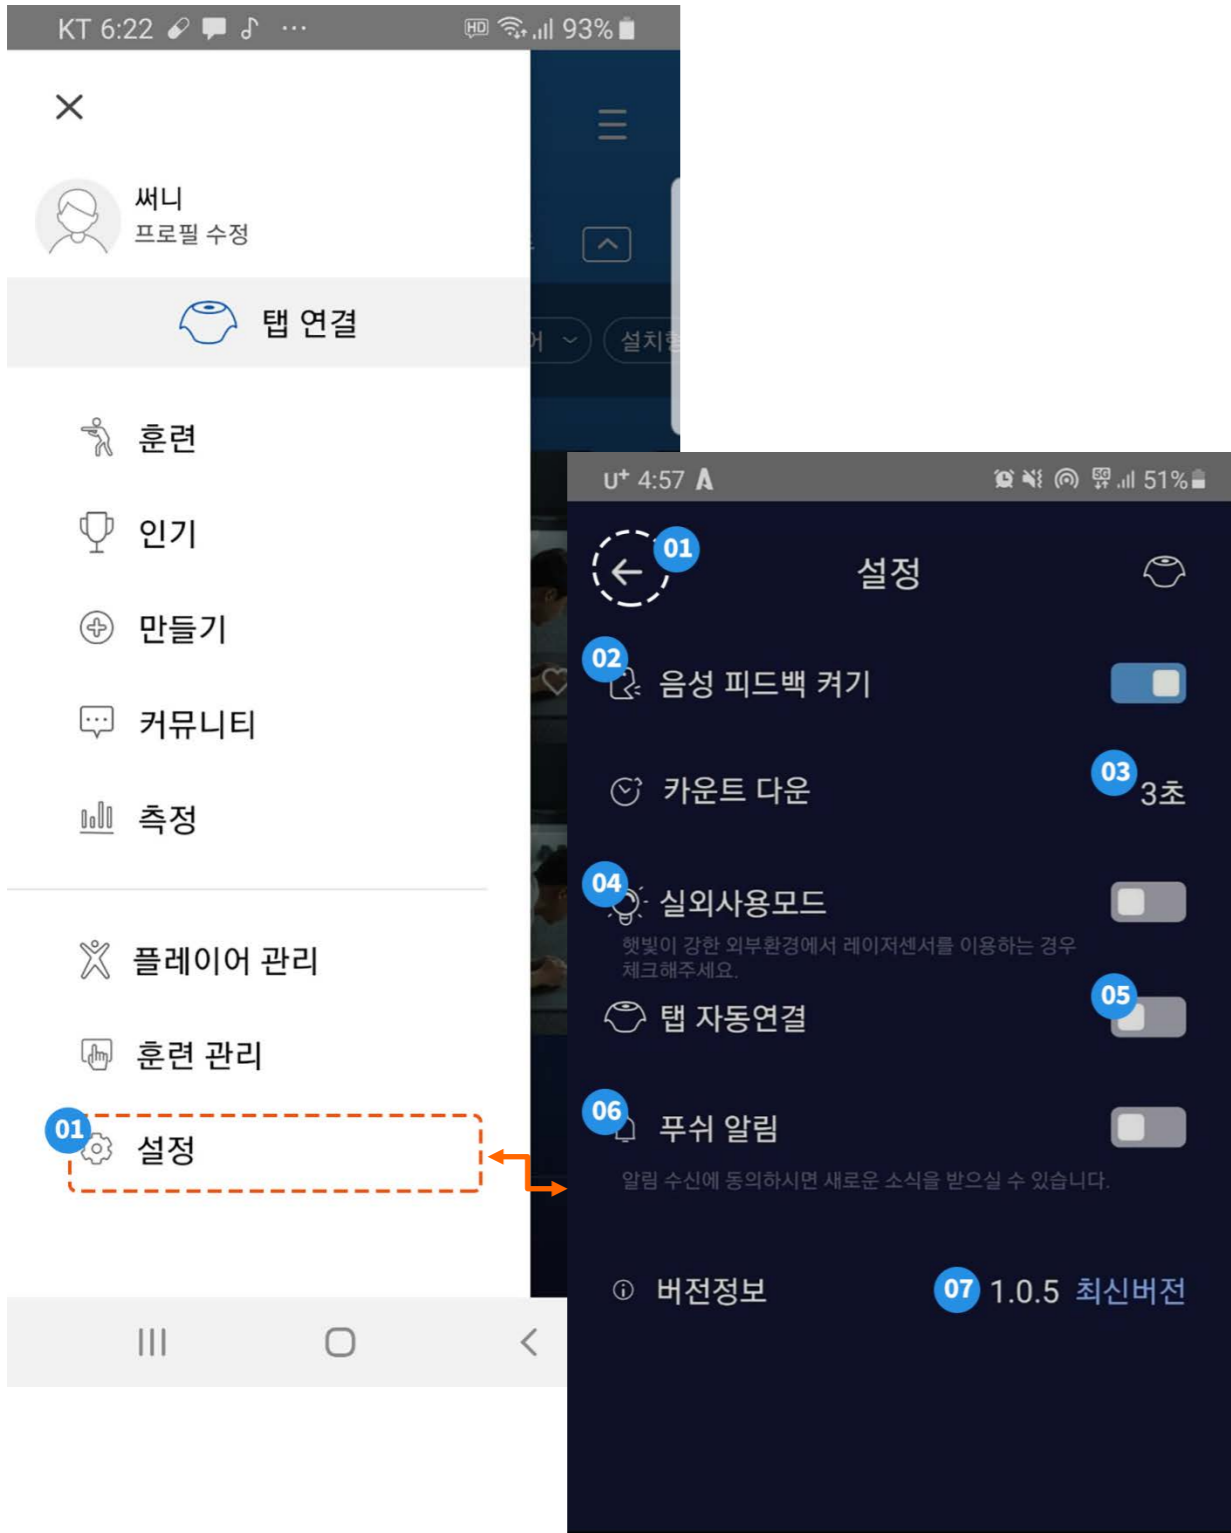 KT 6:22
HD 93%
써니
프로필 수정
탭 연결
어
설치형
훈련
인기
만들기
커뮤니티
측정
플레이어 관리
훈련 관리
01
설정
U+ 4:57
5G 51%
01
설정
02
음성 피드백 켜기
카운트 다운
03
3초
04
실외사용모드
햇빛이 강한 외부환경에서 레이저센서를 이용하는 경우
체크해주세요.
탭 자동연결
05
06
푸쉬 알림
알림 수신에 동의하시면 새로운 소식을 받으실 수 있습니다.
버전정보
07
1.0.5 최신버전